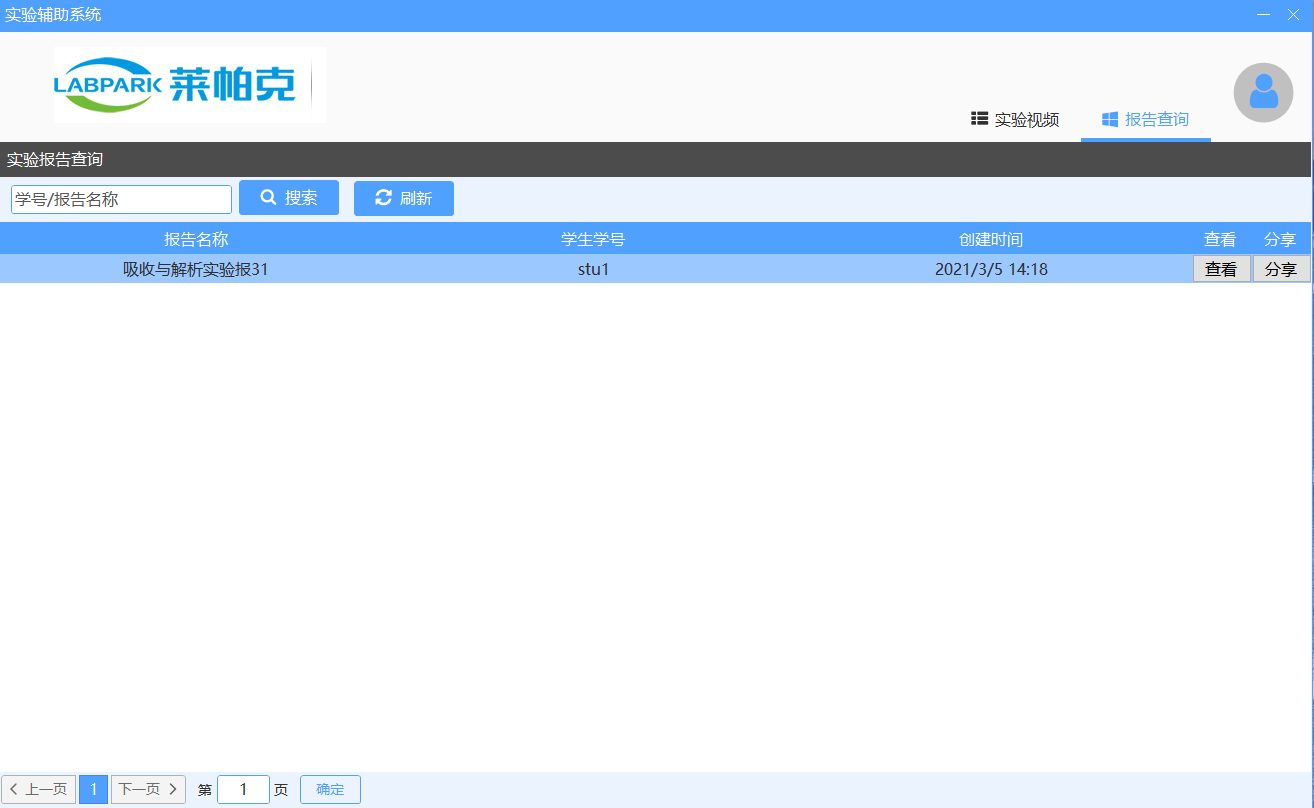 实验辅助系统
LABPARK 莱帕克
实验视频 报告查询
实验报告查询
学号/报告名称 搜索 刷新
报告名称 学生学号 创建时间 查看 分享
吸收与解析实验报31 stu1 2021/3/5 14:18 查看 分享
上一页 1 下一页 第 1 页 确定